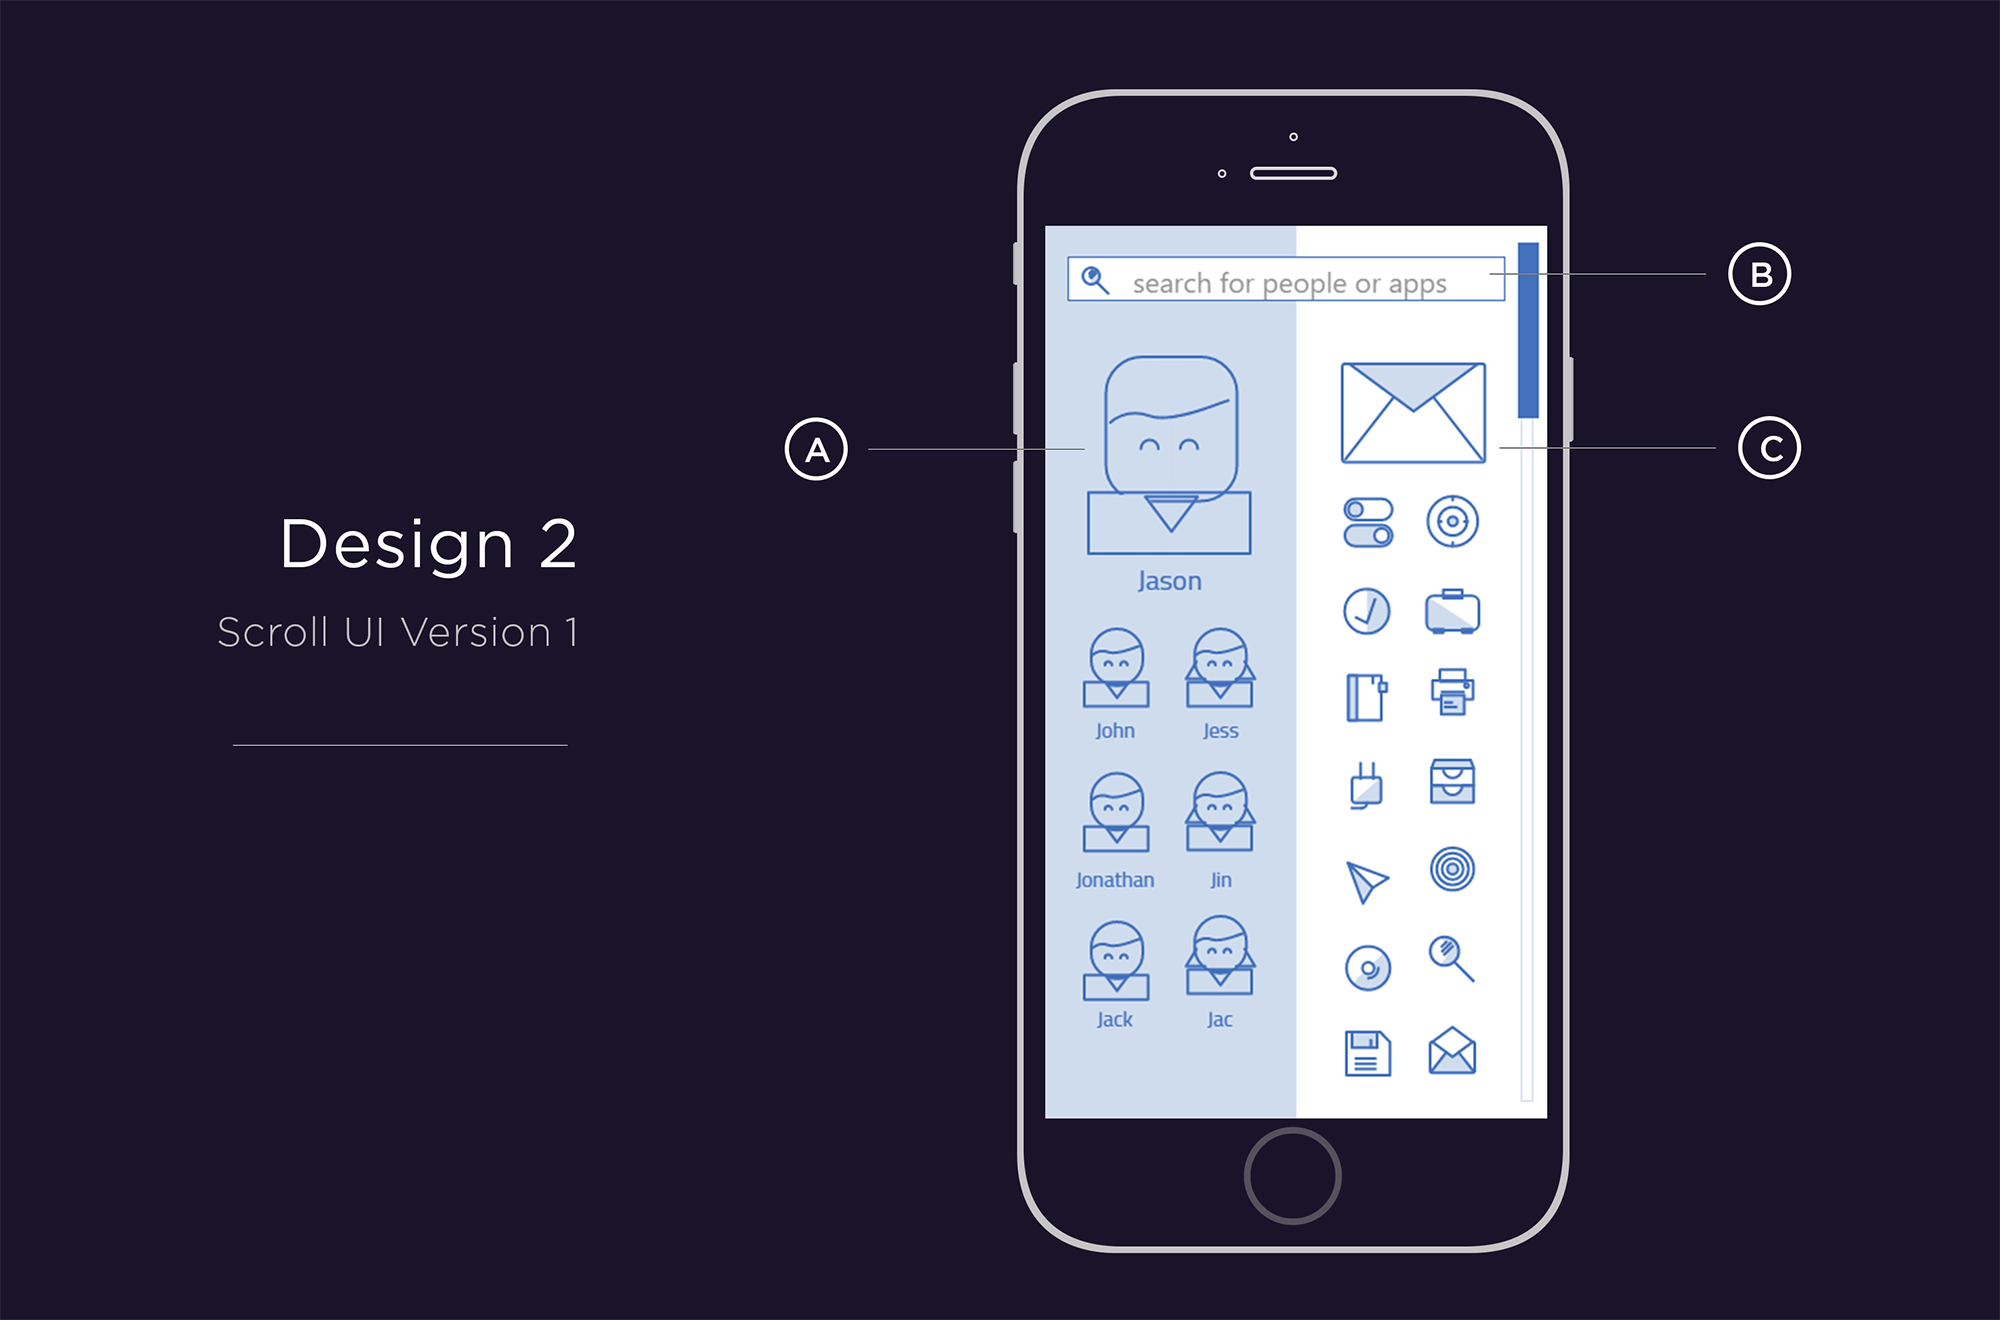 Design 2
Scroll UI Version 1
A
B
C
search for people or apps
Jason
John
Jess
Jonathan
Jin
Jack
Jac